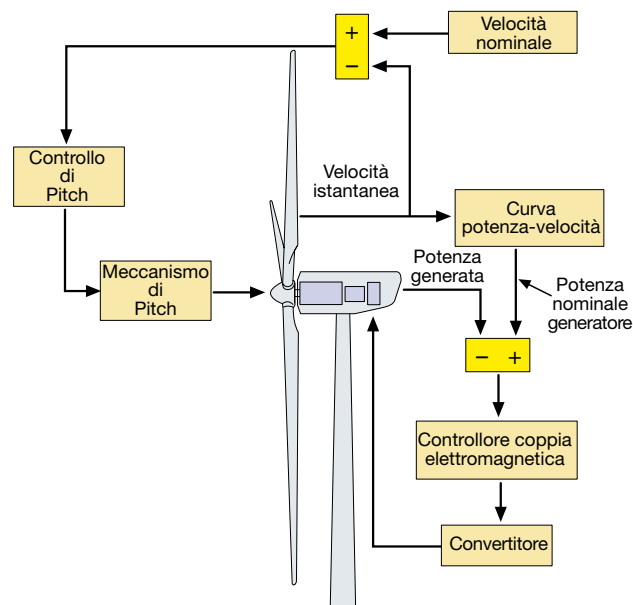 Velocità
nominale
+
−
Controllo
di
Pitch
Velocità
istantanea
Curva
potenza-velocità
Meccanismo
di
Pitch
Potenza
generata
Potenza
nominale
generatore
− +
Controllore coppia
elettromagnetica
Convertitore